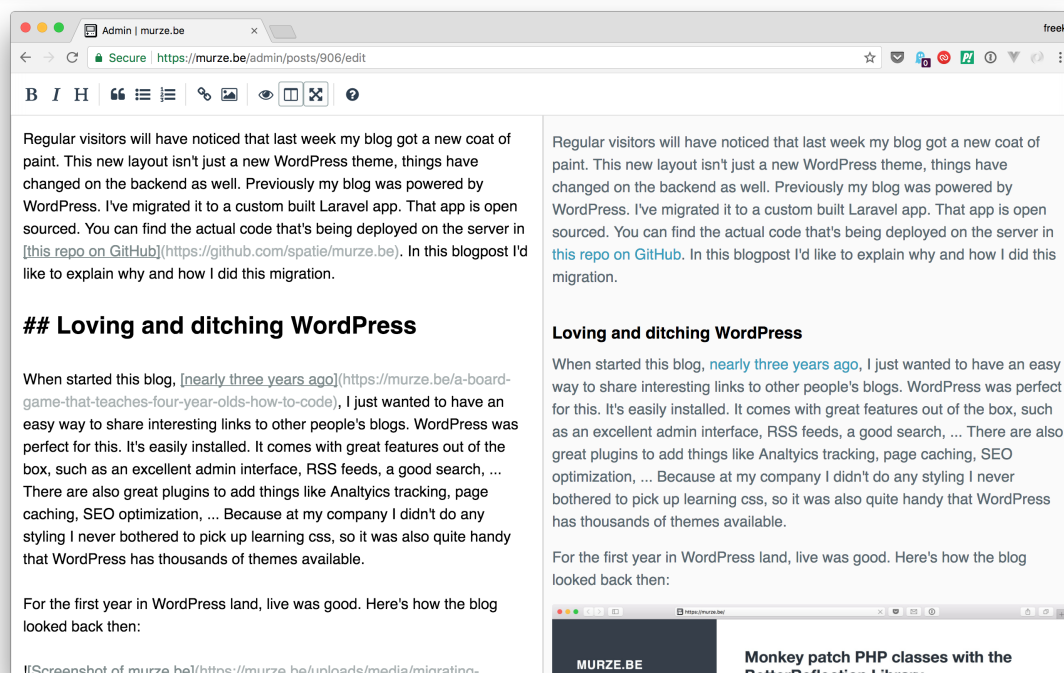 Admin | murze.be
freek
Secure
https://murze.be/admin/posts/906/edit
0
B I H
Regular visitors will have noticed that last week my blog got a new coat of
paint. This new layout isn't just a new WordPress theme, things have
changed on the backend as well. Previously my blog was powered by
WordPress. I've migrated it to a custom built Laravel app. That app is open
sourced. You can find the actual code that's being deployed on the server in
[this repo on GitHub](https://github.com/spatie/murze.be). In this blogpost I'd
like to explain why and how I did this migration.
## Loving and ditching WordPress
When started this blog, [nearly three years ago](https://murze.be/a-board-
game-that-teaches-four-year-olds-how-to-code), I just wanted to have an
easy way to share interesting links to other people's blogs. WordPress was
perfect for this. It's easily installed. It comes with great features out of the
box, such as an excellent admin interface, RSS feeds, a good search, ...
There are also great plugins to add things like Analtyics tracking, page
caching, SEO optimization, ... Because at my company I didn't do any
styling I never bothered to pick up learning css, so it was also quite handy
that WordPress has thousands of themes available.
For the first year in WordPress land, live was good. Here's how the blog
looked back then:
![Screenshot of murze.be](https://murze.be/uploads/media/migrating-
Regular visitors will have noticed that last week my blog got a new coat of
paint. This new layout isn't just a new WordPress theme, things have
changed on the backend as well. Previously my blog was powered by
WordPress. I've migrated it to a custom built Laravel app. That app is open
sourced. You can find the actual code that's being deployed on the server in
this repo on GitHub. In this blogpost I'd like to explain why and how I did this
migration.
Loving and ditching WordPress
When started this blog, nearly three years ago, I just wanted to have an easy
way to share interesting links to other people's blogs. WordPress was perfect
for this. It's easily installed. It comes with great features out of the box, such
as an excellent admin interface, RSS feeds, a good search, ... There are also
great plugins to add things like Analtyics tracking, page caching, SEO
optimization, ... Because at my company I didn't do any styling I never
bothered to pick up learning css, so it was also quite handy that WordPress
has thousands of themes available.
For the first year in WordPress land, live was good. Here's how the blog
looked back then:
https://murze.be/
MURZE.BE
Monkey patch PHP classes with the
BetterReflection Library